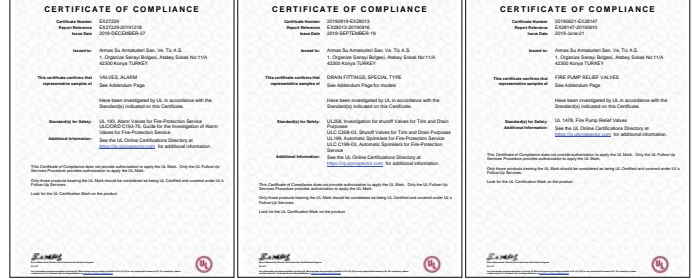 CERTIFICATE OF COMPLIANCE
Certificate Number EX27229
Report Reference EX27229-20191218
Issue Date 2019-DECEMBER-27
Issued to: Armas Su Armaturleri San. Ve Tic A.S.
1. Organize Sanayi Bolgesi, Atabey Sokak No:11/A
42300 Konya TURKEY
This certificate confirms that VALVES, ALARM
representative samples of See Addendum Page
Have been investigated by UL in accordance with the
Standard(s) indicated on this Certificate.
Standard(s) for Safety: UL 193, Alarm Valves for Fire-Protection Service
ULC/ORD C193-75, Guide for the Investigation of Alarm
Valves for Fire-Protection Service
Additional Information: See the UL Online Certifications Directory at
https://iq.ulprospector.com for additional information.
This Certificate of Compliance does not provide authorization to apply the UL Mark. Only the UL Follow-Up
Services Procedure provides authorization to apply the UL Mark.
Only those products bearing the UL Mark should be considered as being UL Certified and covered under UL's
Follow-Up Services.
Look for the UL Certification Mark on the product.
UL
CERTIFICATE OF COMPLIANCE
Certificate Number 20190919-EX28013
Report Reference EX28013-20190916
Issue Date 2019-SEPTEMBER-19
Issued to: Armas Su Armaturleri San. Ve Tic A.S.
1. Organize Sanayi Bolgesi, Atabey Sokak No:11/A
42300 Konya TURKEY
This certificate confirms that DRAIN FITTINGS, SPECIAL TYPE
representative samples of See Addendum Page for models
Have been investigated by UL in accordance with the
Standard(s) indicated on this Certificate.
Standard(s) for Safety: UL258, Investigation for shutoff Valves for Trim and Drain
Purposes
ULC C258-03, Shutoff Valves for Trim and Drain Purposes
UL199, Automatic Sprinklers for Fire-Protection
Service
ULC C199-03, Automatic Sprinklers for Fire-Protection
Service
Additional Information: See the UL Online Certifications Directory at
https://iq.ulprospector.com for additional information.
This Certificate of Compliance does not provide authorization to apply the UL Mark. Only the UL Follow-Up
Services Procedure provides authorization to apply the UL Mark.
Only those products bearing the UL Mark should be considered as being UL Certified and covered under UL's
Follow-Up Services.
Look for the UL Certification Mark on the product.
UL
CERTIFICATE OF COMPLIANCE
Certificate Number 20190621-EX28147
Report Reference EX28147-20190610
Issue Date 2019-June-21
Issued to: Armas Su Armaturleri San. Ve Tic A.S.
1. Organize Sanayi Bolgesi, Atabey Sokak No:11/A
42300 Konya TURKEY
This certificate confirms that FIRE PUMP RELIEF VALVES
representative samples of See Addendum Page
Have been investigated by UL in accordance with the
Standard(s) indicated on this Certificate.
Standard(s) for Safety: UL 1478, Fire Pump Relief Valves
Additional Information: See the UL Online Certifications Directory at
https://iq.ulprospector.com for additional information.
This Certificate of Compliance does not provide authorization to apply the UL Mark. Only the UL Follow-Up
Services Procedure provides authorization to apply the UL Mark.
Only those products bearing the UL Mark should be considered as being UL Certified and covered under UL's
Follow-Up Services.
Look for the UL Certification Mark on the product.
UL